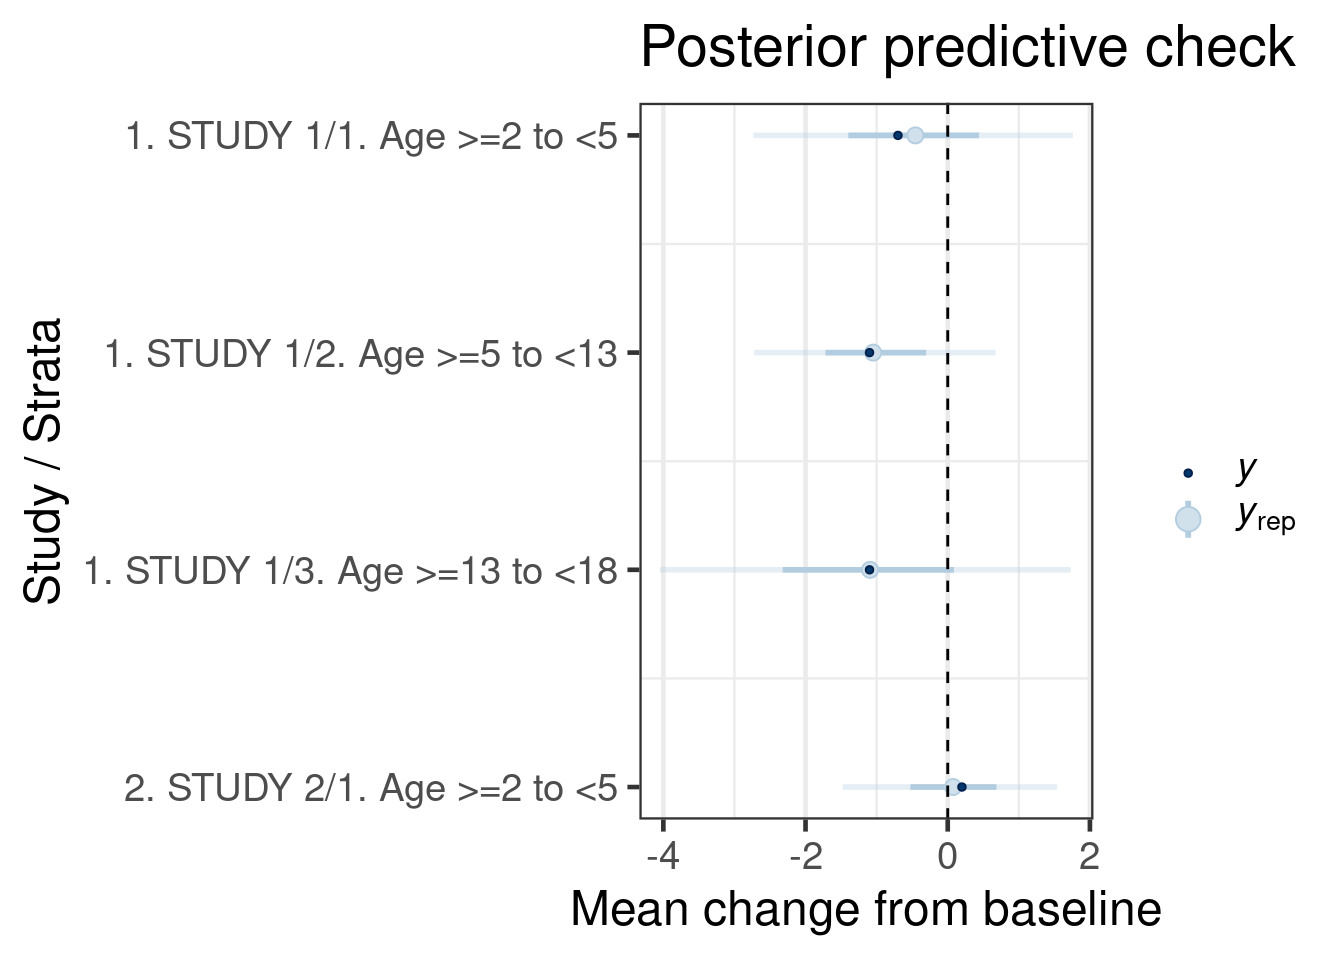 Posterior predictive check
1. STUDY 1/1. Age >=2 to <5
1. STUDY 1/2. Age >=5 to <13
1. STUDY 1/3. Age >=13 to <18
2. STUDY 2/1. Age >=2 to <5
Study / Strata
-4 -2 0 2
Mean change from baseline
y
yrep